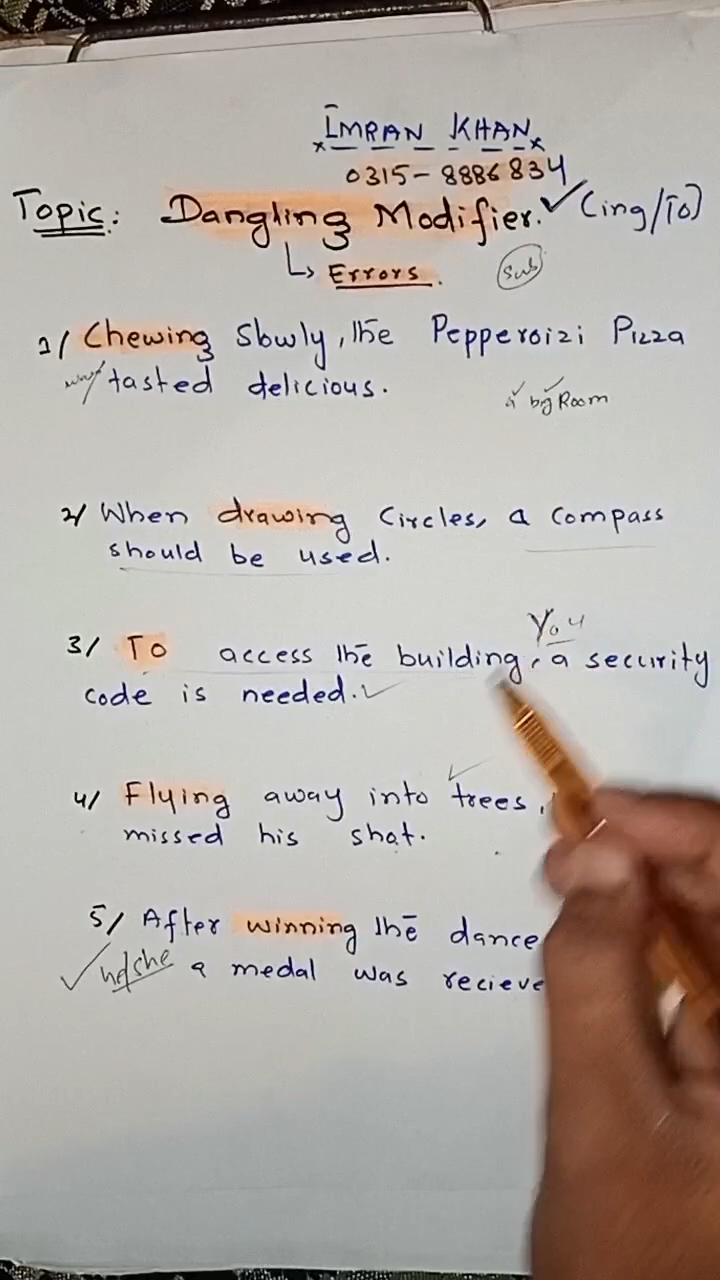 IMRAN KHAN
0315-8886834
Topic: Dangling Modifier. (ing/To)
↳ Errors.
sub
1/ Chewing Slowly, the Pepperoizi Pizza
tasted delicious.
a big Room
2/ When drawing Circles, a compass
should be used.
You
3/ To access the building, a security
code is needed.
4/ Flying away into trees,
missed his shot.
5/ After winning the dance
he/she a medal was recieve